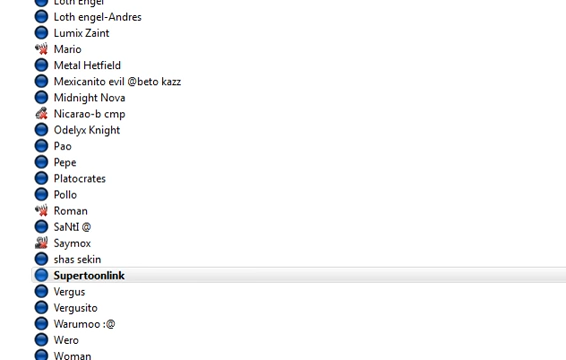 Loth Engel
Loth engel-Andres
Lumix Zaint
Mario
Metal Hetfield
Mexicanito evil @beto kazz
Midnight Nova
Nicarao-b cmp
Odelyx Knight
Pao
Pepe
Platocrates
Pollo
Roman
SaNtI @
Saymox
shas sekin
Supertoonlink
Vergus
Vergusito
Warumoo :@
Wero
Woman